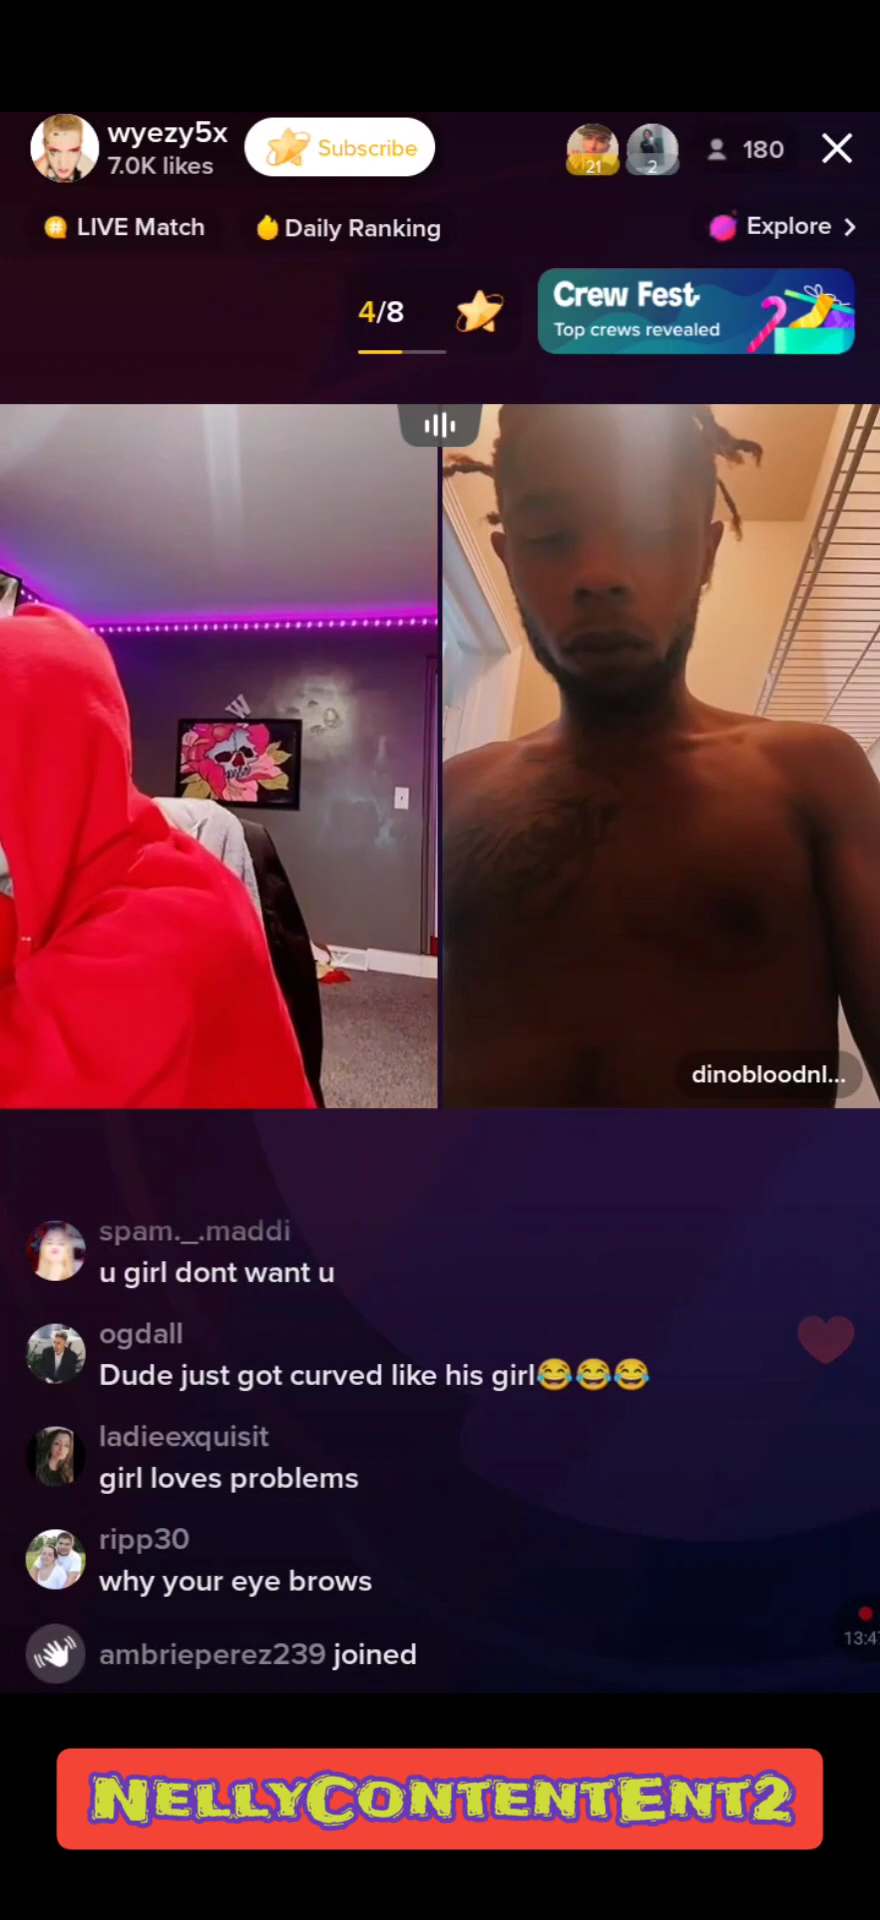 wyezy5x
7.0K likes
Subscribe
21
2
180
LIVE Match
Daily Ranking
Explore
4/8
Crew Fest
Top crews revealed
W
dinobloodnl...
spam._.maddi
u girl dont want u
ogdall
Dude just got curved like his girl😂😂😂
ladieexquisit
girl loves problems
ripp30
why your eye brows
ambrieperez239 joined
13:4
NELLYCONTENTENT2